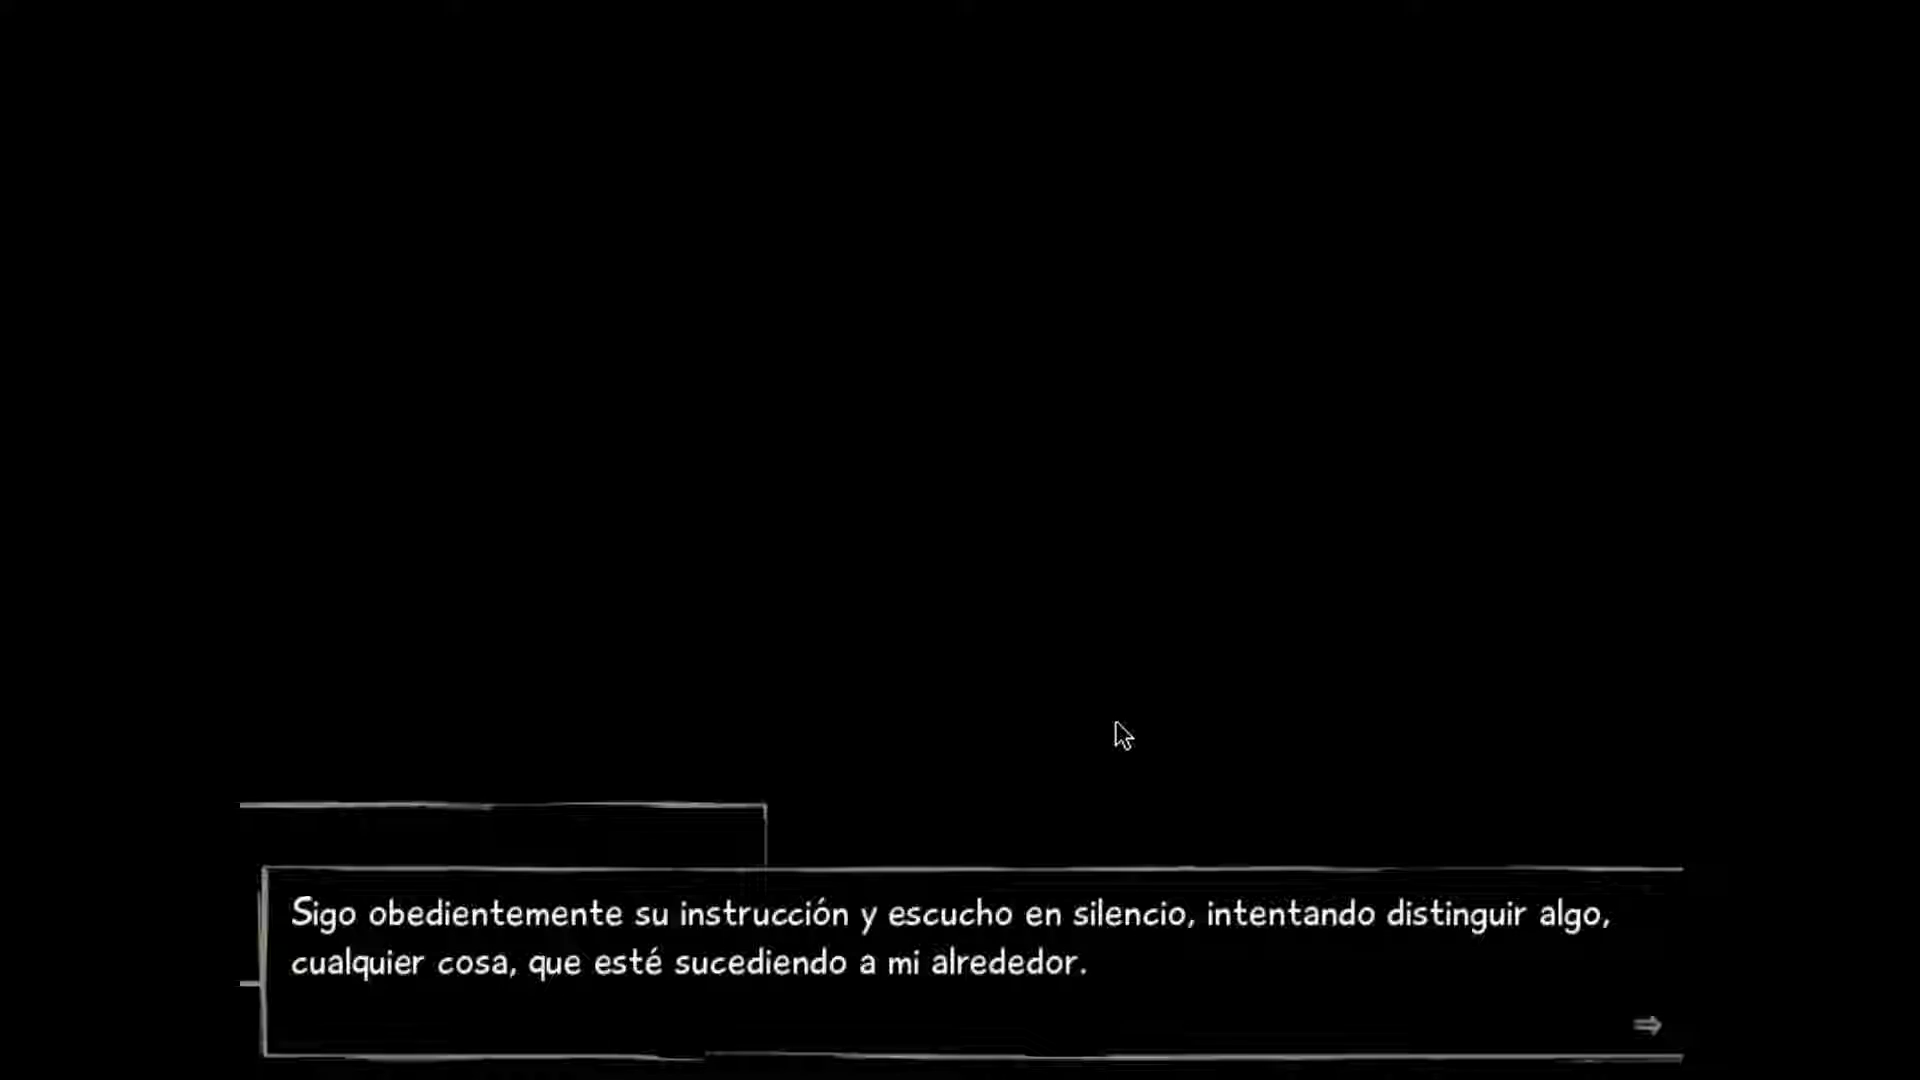 Sigo obedientemente su instrucción y escucho en silencio, intentando distinguir algo,
cualquier cosa, que esté sucediendo a mi alrededor.